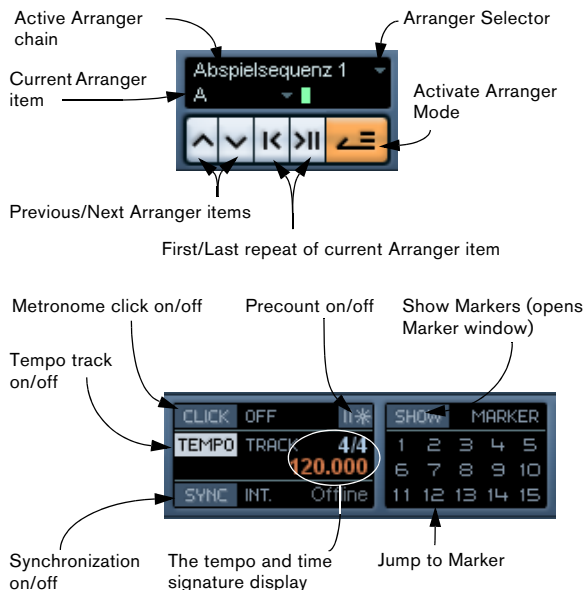 Active Arranger
chain
Arranger Selector
Abspielsequenz 1
Current Arranger
item
A
Activate Arranger
Mode
Previous/Next Arranger items
First/Last repeat of current Arranger item
Metronome click on/off
Precount on/off
Show Markers (opens
Marker window)
Tempo track
on/off
CLICK OFF
SHOW MARKER
TEMPO TRACK 4/4
120.000
1 2 3 4 5
6 7 8 9 10
SYNC INT. Offline
11 12 13 14 15
Synchronization
on/off
The tempo and time
signature display
Jump to Marker